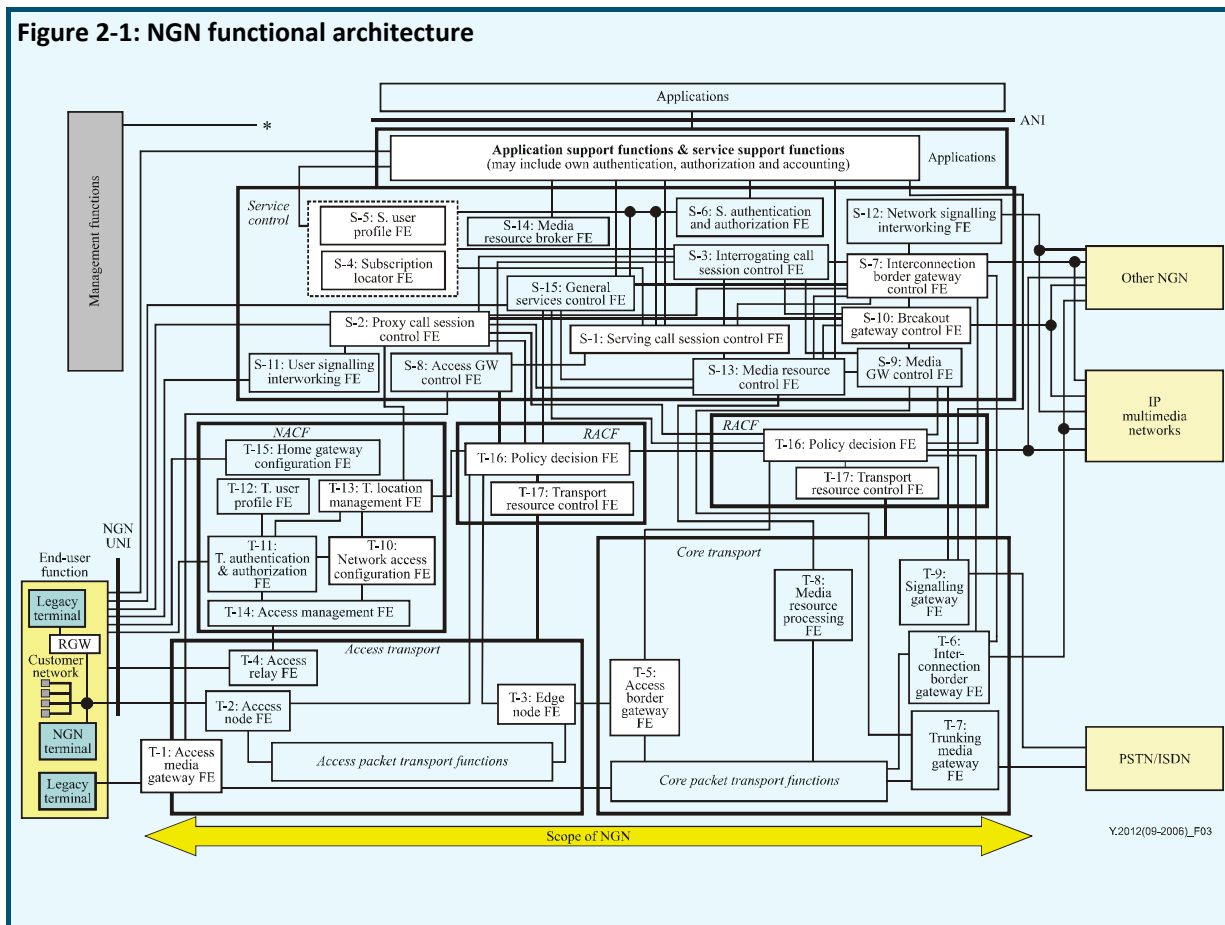 Figure 2-1: NGN functional architecture
Applications
ANI
Management functions
*
Application support functions & service support functions
(may include own authentication, authorization and accounting)
Applications
Service
control
S-5: S. user
profile FE
S-4: Subscription
locator FE
S-14: Media
resource broker FE
S-6: S. authentication
and authorization FE
S-12: Network signalling
interworking FE
S-3: Interrogating call
session control FE
S-7: Interconnection
border gateway
control FE
S-15: General
services control FE
S-2: Proxy call session
control FE
S-1: Serving call session control FE
S-10: Breakout
gateway control FE
S-11: User signalling
interworking FE
S-8: Access GW
control FE
S-13: Media resource
control FE
S-9: Media
GW control FE
Other NGN
IP
multimedia
networks
NACF
T-15: Home gateway
configuration FE
T-12: T. user
profile FE
T-13: T. location
management FE
T-11:
T. authentication
& authorization
FE
T-10:
Network access
configuration FE
T-14: Access management FE
RACF
T-16: Policy decision FE
T-17: Transport
resource control FE
RACF
T-16: Policy decision FE
T-17: Transport
resource control FE
NGN
UNI
End-user
function
Legacy
terminal
RGW
Customer
network
NGN
terminal
Legacy
terminal
Access transport
T-4: Access
relay FE
T-2: Access
node FE
T-3: Edge
node FE
T-1: Access
media
gateway FE
Access packet transport functions
Core transport
T-5:
Access
border
gateway
FE
T-8: Media
resource
processing
FE
T-9:
Signalling
gateway
FE
T-6:
Inter-
connection
border
gateway FE
T-7:
Trunking
media
gateway
FE
Core packet transport functions
PSTN/ISDN
Scope of NGN
Y.2012(09-2006)_F03